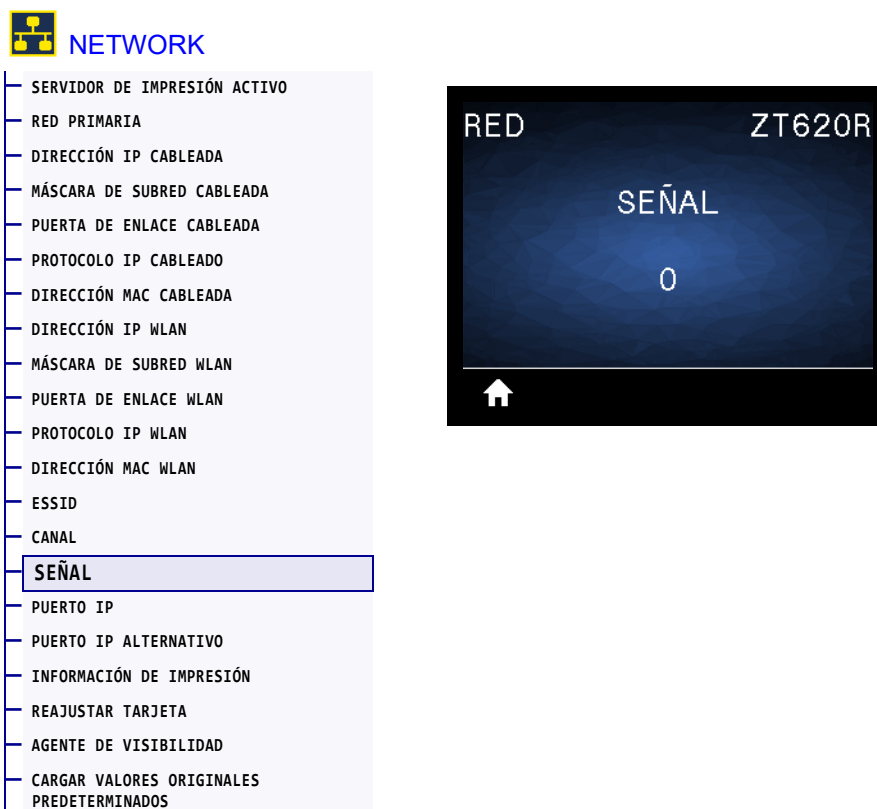 NETWORK
SERVIDOR DE IMPRESIÓN ACTIVO
RED PRIMARIA
DIRECCIÓN IP CABLEADA
MÁSCARA DE SUBRED CABLEADA
PUERTA DE ENLACE CABLEADA
PROTOCOLO IP CABLEADO
DIRECCIÓN MAC CABLEADA
DIRECCIÓN IP WLAN
MÁSCARA DE SUBRED WLAN
PUERTA DE ENLACE WLAN
PROTOCOLO IP WLAN
DIRECCIÓN MAC WLAN
ESSID
CANAL
SEÑAL
PUERTO IP
PUERTO IP ALTERNATIVO
INFORMACIÓN DE IMPRESIÓN
REAJUSTAR TARJETA
AGENTE DE VISIBILIDAD
CARGAR VALORES ORIGINALES
PREDETERMINADOS
RED ZT620R
SEÑAL
0